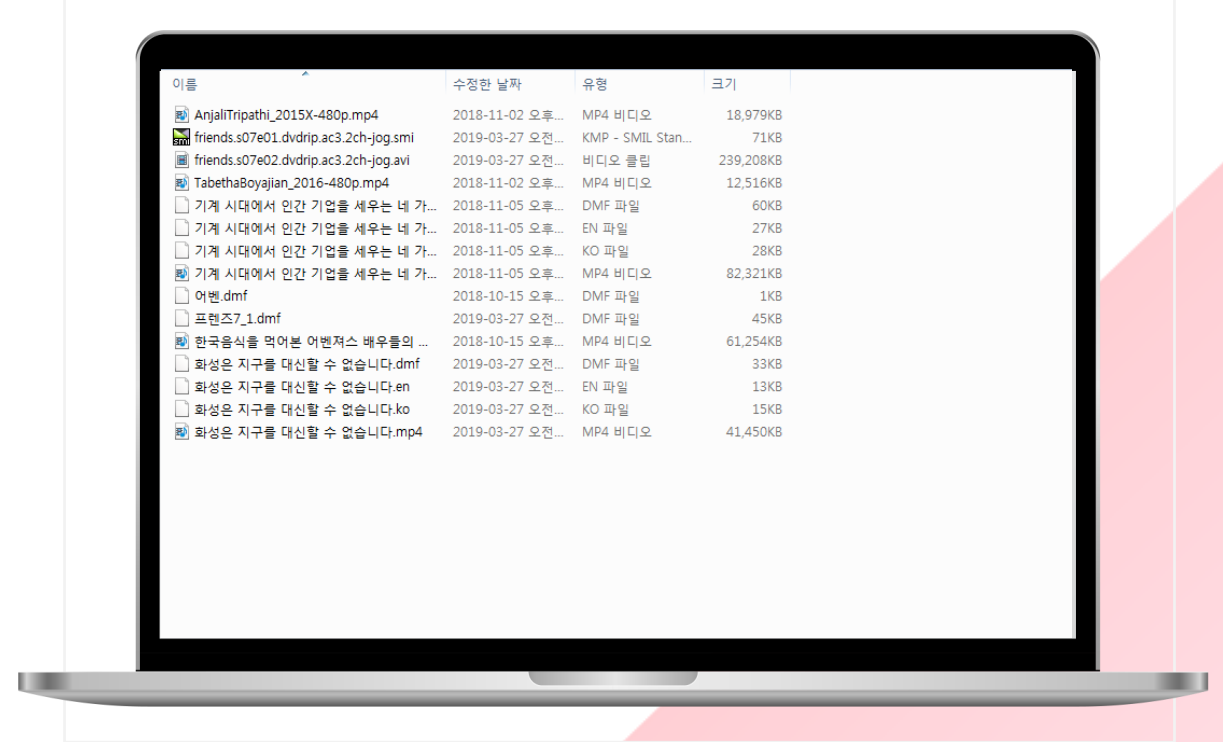 이름 수정한 날짜 유형 크기
AnjaliTripathi_2015X-480p.mp4 2018-11-02 오후... MP4 비디오 18,979KB
friends.s07e01.dvdrip.ac3.2ch-jog.smi 2019-03-27 오전... KMP - SMIL Stan... 71KB
friends.s07e02.dvdrip.ac3.2ch-jog.avi 2019-03-27 오전... 비디오 클립 239,208KB
TabethaBoyajian_2016-480p.mp4 2018-11-02 오후... MP4 비디오 12,516KB
기계 시대에서 인간 기업을 세우는 네 가... 2018-11-05 오후... DMF 파일 60KB
기계 시대에서 인간 기업을 세우는 네 가... 2018-11-05 오후... EN 파일 27KB
기계 시대에서 인간 기업을 세우는 네 가... 2018-11-05 오후... KO 파일 28KB
기계 시대에서 인간 기업을 세우는 네 가... 2018-11-05 오후... MP4 비디오 82,321KB
어벤.dmf 2018-10-15 오후... DMF 파일 1KB
프렌즈7_1.dmf 2019-03-27 오전... DMF 파일 45KB
한국음식을 먹어본 어벤져스 배우들의 ... 2018-10-15 오후... MP4 비디오 61,254KB
화성은 지구를 대신할 수 없습니다.dmf 2019-03-27 오전... DMF 파일 33KB
화성은 지구를 대신할 수 없습니다.en 2019-03-27 오전... EN 파일 13KB
화성은 지구를 대신할 수 없습니다.ko 2019-03-27 오전... KO 파일 15KB
화성은 지구를 대신할 수 없습니다.mp4 2019-03-27 오전... MP4 비디오 41,450KB